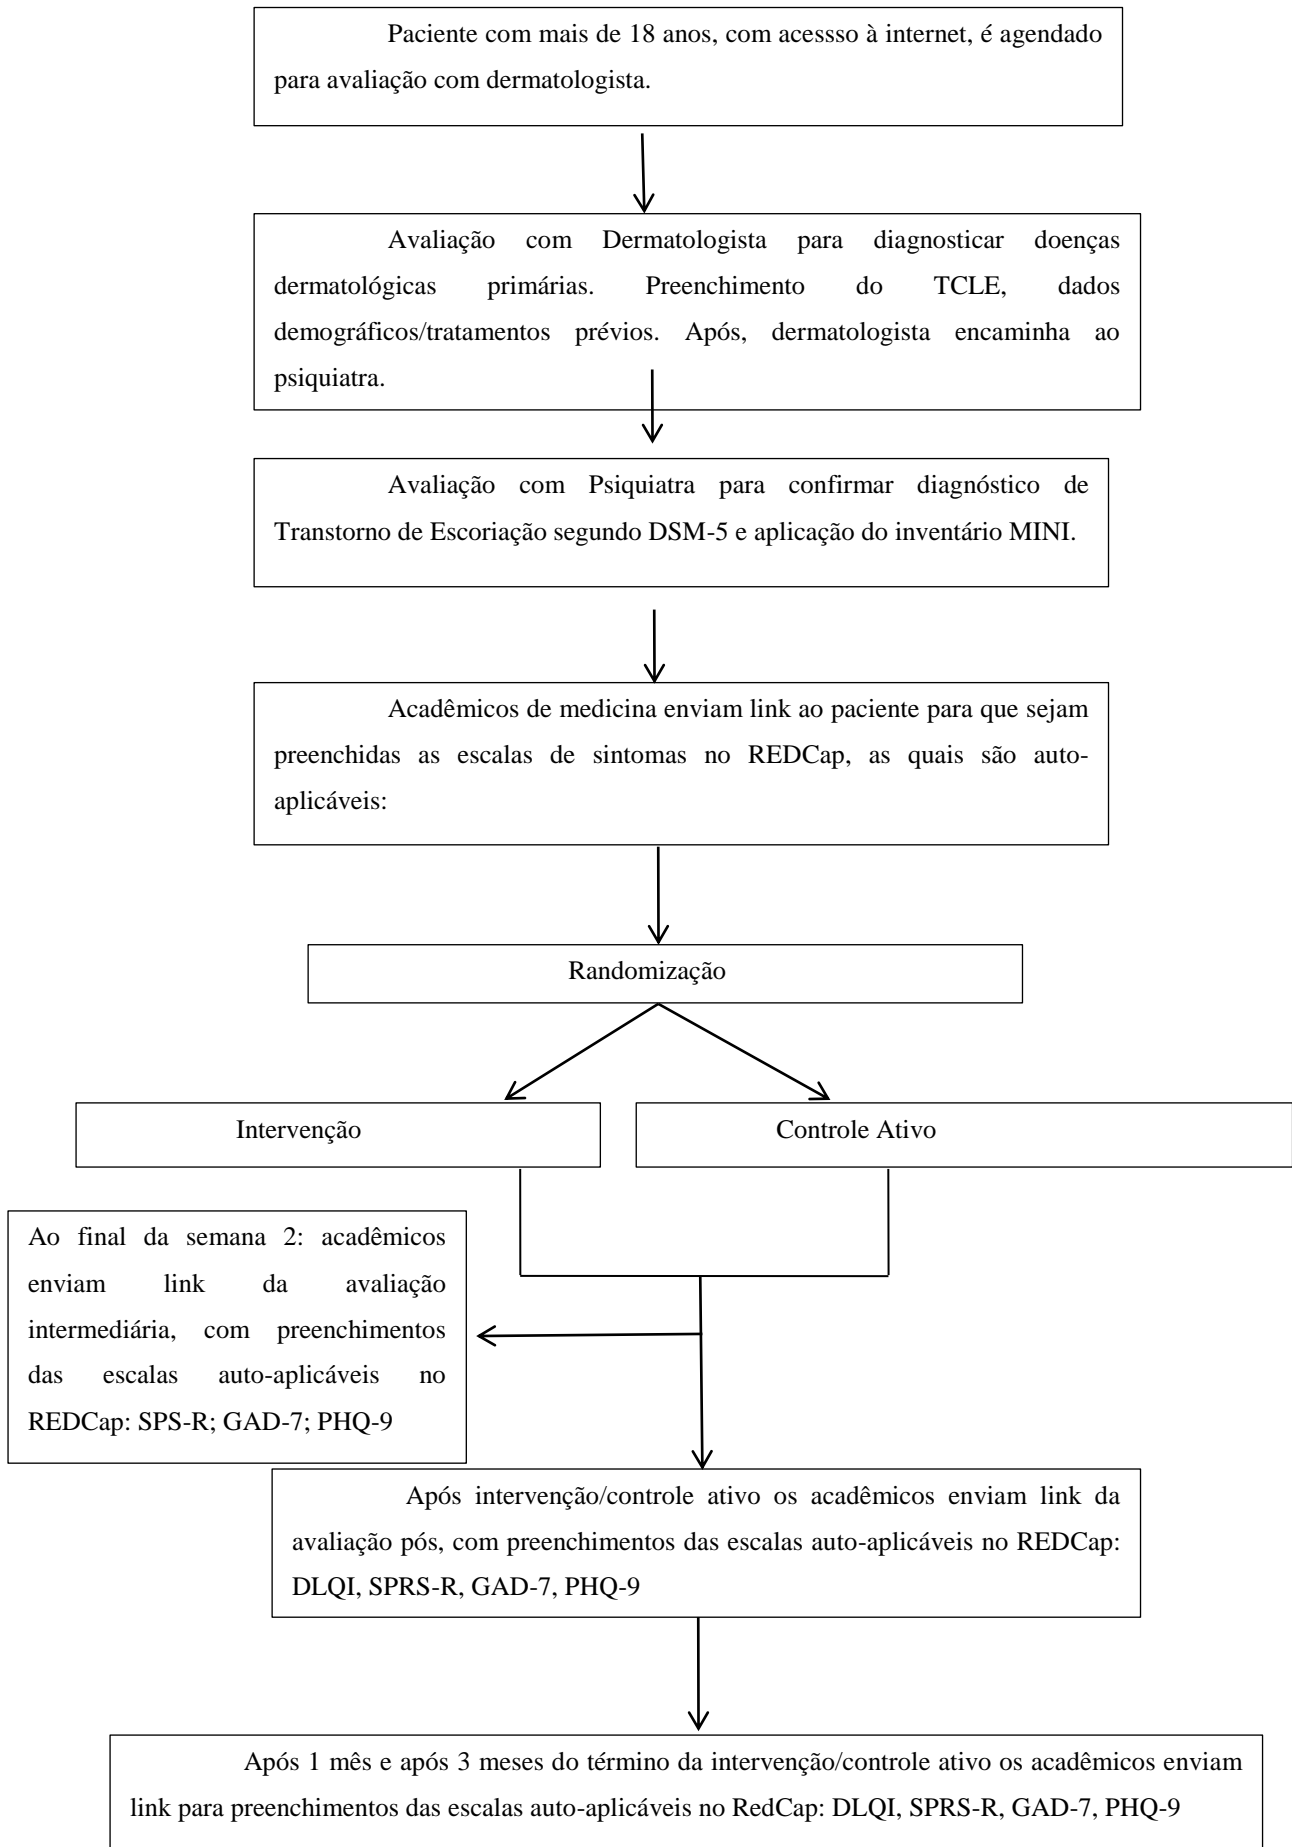 Paciente com mais de 18 anos, com acessso à internet, é agendado
para avaliação com dermatologista.
Avaliação com Dermatologista para diagnosticar doenças
dermatológicas primárias. Preenchimento do TCLE, dados
demográficos/tratamentos prévios. Após, dermatologista encaminha ao
psiquiatra.
Avaliação com Psiquiatra para confirmar diagnóstico de
Transtorno de Escoriação segundo DSM-5 e aplicação do inventário MINI.
Acadêmicos de medicina enviam link ao paciente para que sejam
preenchidas as escalas de sintomas no REDCap, as quais são auto-
aplicáveis:
Randomização
Intervenção
Controle Ativo
Ao final da semana 2: acadêmicos
enviam link da avaliação
intermediária, com preenchimentos
das escalas auto-aplicáveis no
REDCap: SPS-R; GAD-7; PHQ-9
Após intervenção/controle ativo os acadêmicos enviam link da
avaliação pós, com preenchimentos das escalas auto-aplicáveis no REDCap:
DLQI, SPRS-R, GAD-7, PHQ-9
Após 1 mês e após 3 meses do término da intervenção/controle ativo os acadêmicos enviam
link para preenchimentos das escalas auto-aplicáveis no RedCap: DLQI, SPRS-R, GAD-7, PHQ-9